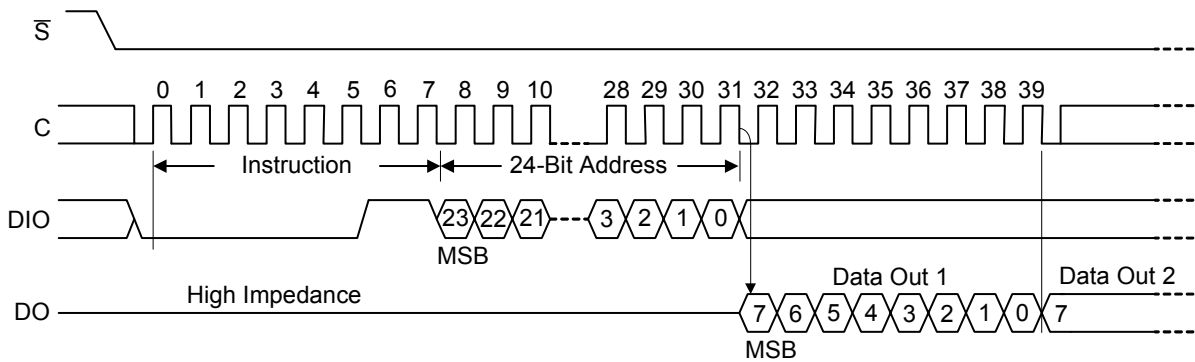 S
0 1 2 3 4 5 6 7 8 9 10 28 29 30 31 32 33 34 35 36 37 38 39
C
Instruction 24-Bit Address
DIO 23 22 21 3 2 1 0
MSB
Data Out 1 Data Out 2
High Impedance
DO 7 6 5 4 3 2 1 0 7
MSB